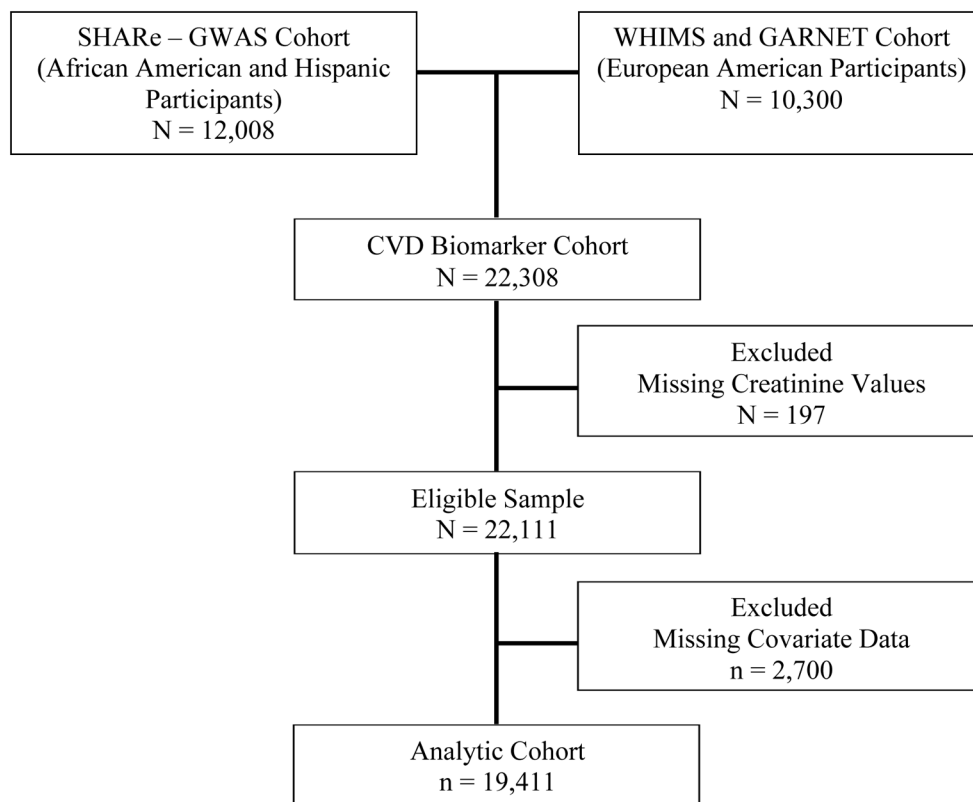 SHARe – GWAS Cohort
(African American and Hispanic
Participants)
N = 12,008
WHIMS and GARNET Cohort
(European American Participants)
N = 10,300
CVD Biomarker Cohort
N = 22,308
Excluded
Missing Creatinine Values
N = 197
Eligible Sample
N = 22,111
Excluded
Missing Covariate Data
n = 2,700
Analytic Cohort
n = 19,411